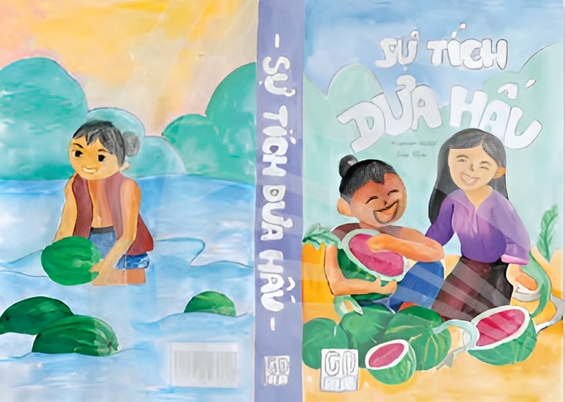 - SỰ TÍCH DƯA HẤU -
SỰ TÍCH
DƯA HẤU